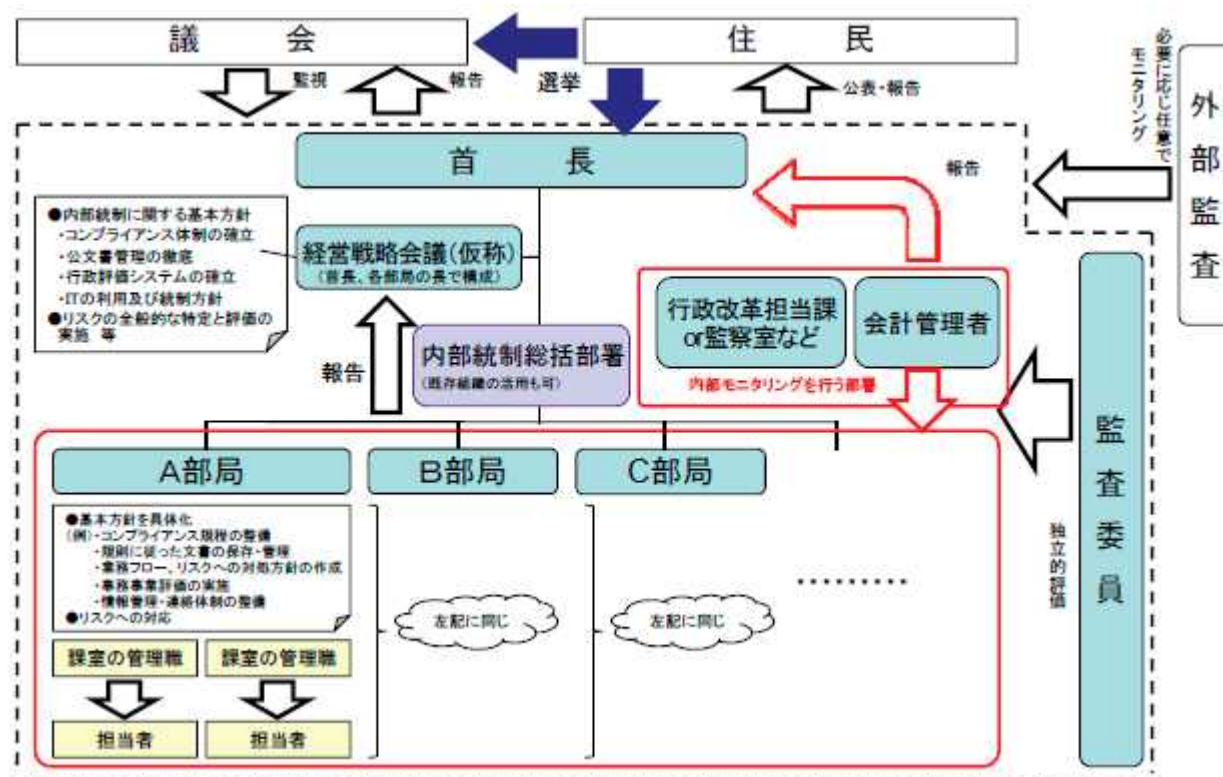 議　会
住　民
監視
報告
選挙
公表・報告
必要に応じ任意で
モニタリング
外部監査
首　長
報告
●内部統制に関する基本方針
・コンプライアンス体制の確立
・公文書管理の徹底
・行政評価システムの確立
・ITの利用及び統制方針
●リスクの全般的な特定と評価の
実施 等
経営戦略会議(仮称)
(首長、各部局の長で構成)
行政改革担当課
or監察室など
会計管理者
内部モニタリングを行う部署
報告
内部統制総括部署
(既存組織の活用も可)
監査委員
独立的評価
A部局
B部局
C部局
●基本方針を具体化
(例)・コンプライアンス規程の整備
・規則に従った文書の保存・管理
・業務フロー、リスクへの対処方針の作成
・事務事業評価の実施
・情報管理・連絡体制の整備
●リスクへの対応
左記に同じ
左記に同じ
………
課室の管理職
課室の管理職
担当者
担当者